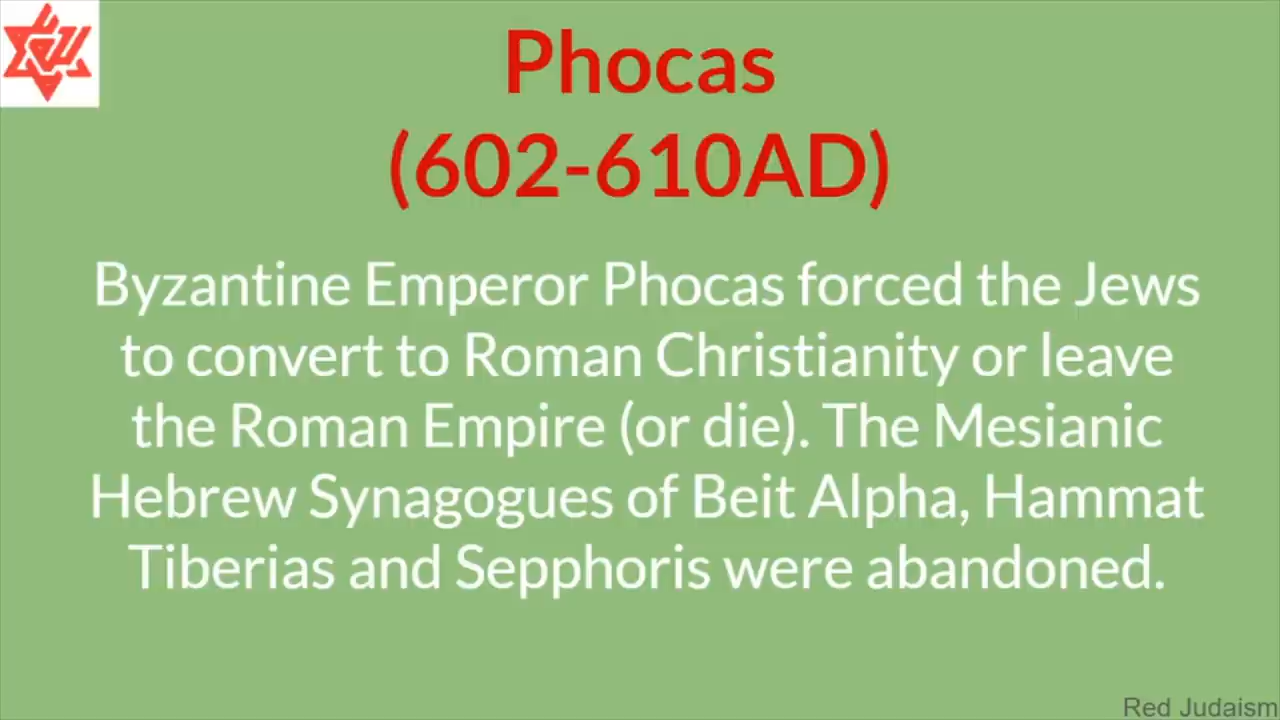 Phocas
(602-610AD)
Byzantine Emperor Phocas forced the Jews
to convert to Roman Christianity or leave
the Roman Empire (or die). The Mesianic
Hebrew Synagogues of Beit Alpha, Hammat
Tiberias and Sepphoris were abandoned.
Red Judaism